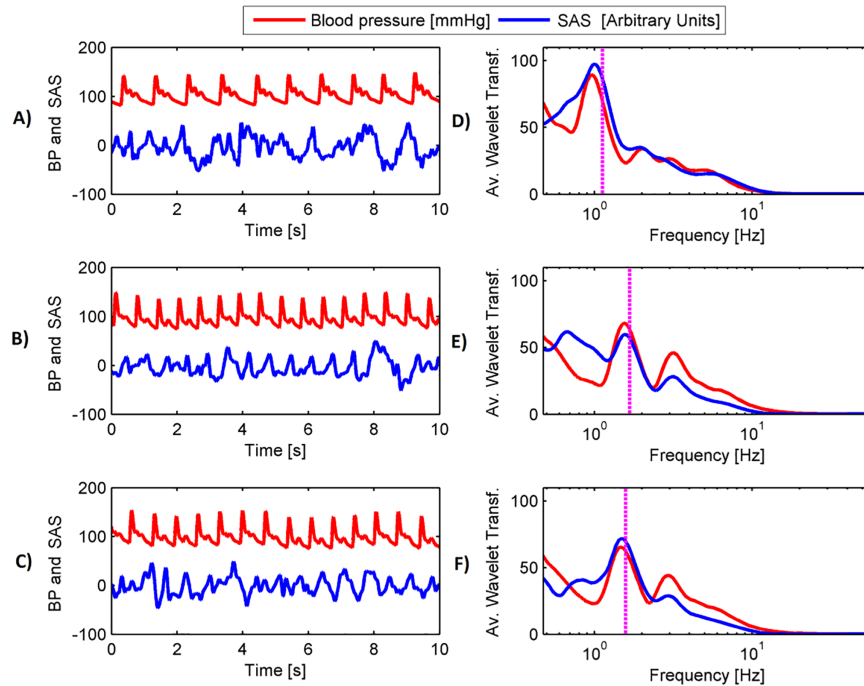 Blood pressure [mmHg] SAS [Arbitrary Units]
A)
BP and SAS
200
100
0
-100
0 2 4 6 8 10
Time [s]
D)
Av. Wavelet Transf.
100
50
0
10^0 10^1
Frequency [Hz]
B)
BP and SAS
200
100
0
-100
0 2 4 6 8 10
Time [s]
E)
Av. Wavelet Transf.
100
50
0
10^0 10^1
Frequency [Hz]
C)
BP and SAS
200
100
0
-100
0 2 4 6 8 10
Time [s]
F)
Av. Wavelet Transf.
100
50
0
10^0 10^1
Frequency [Hz]